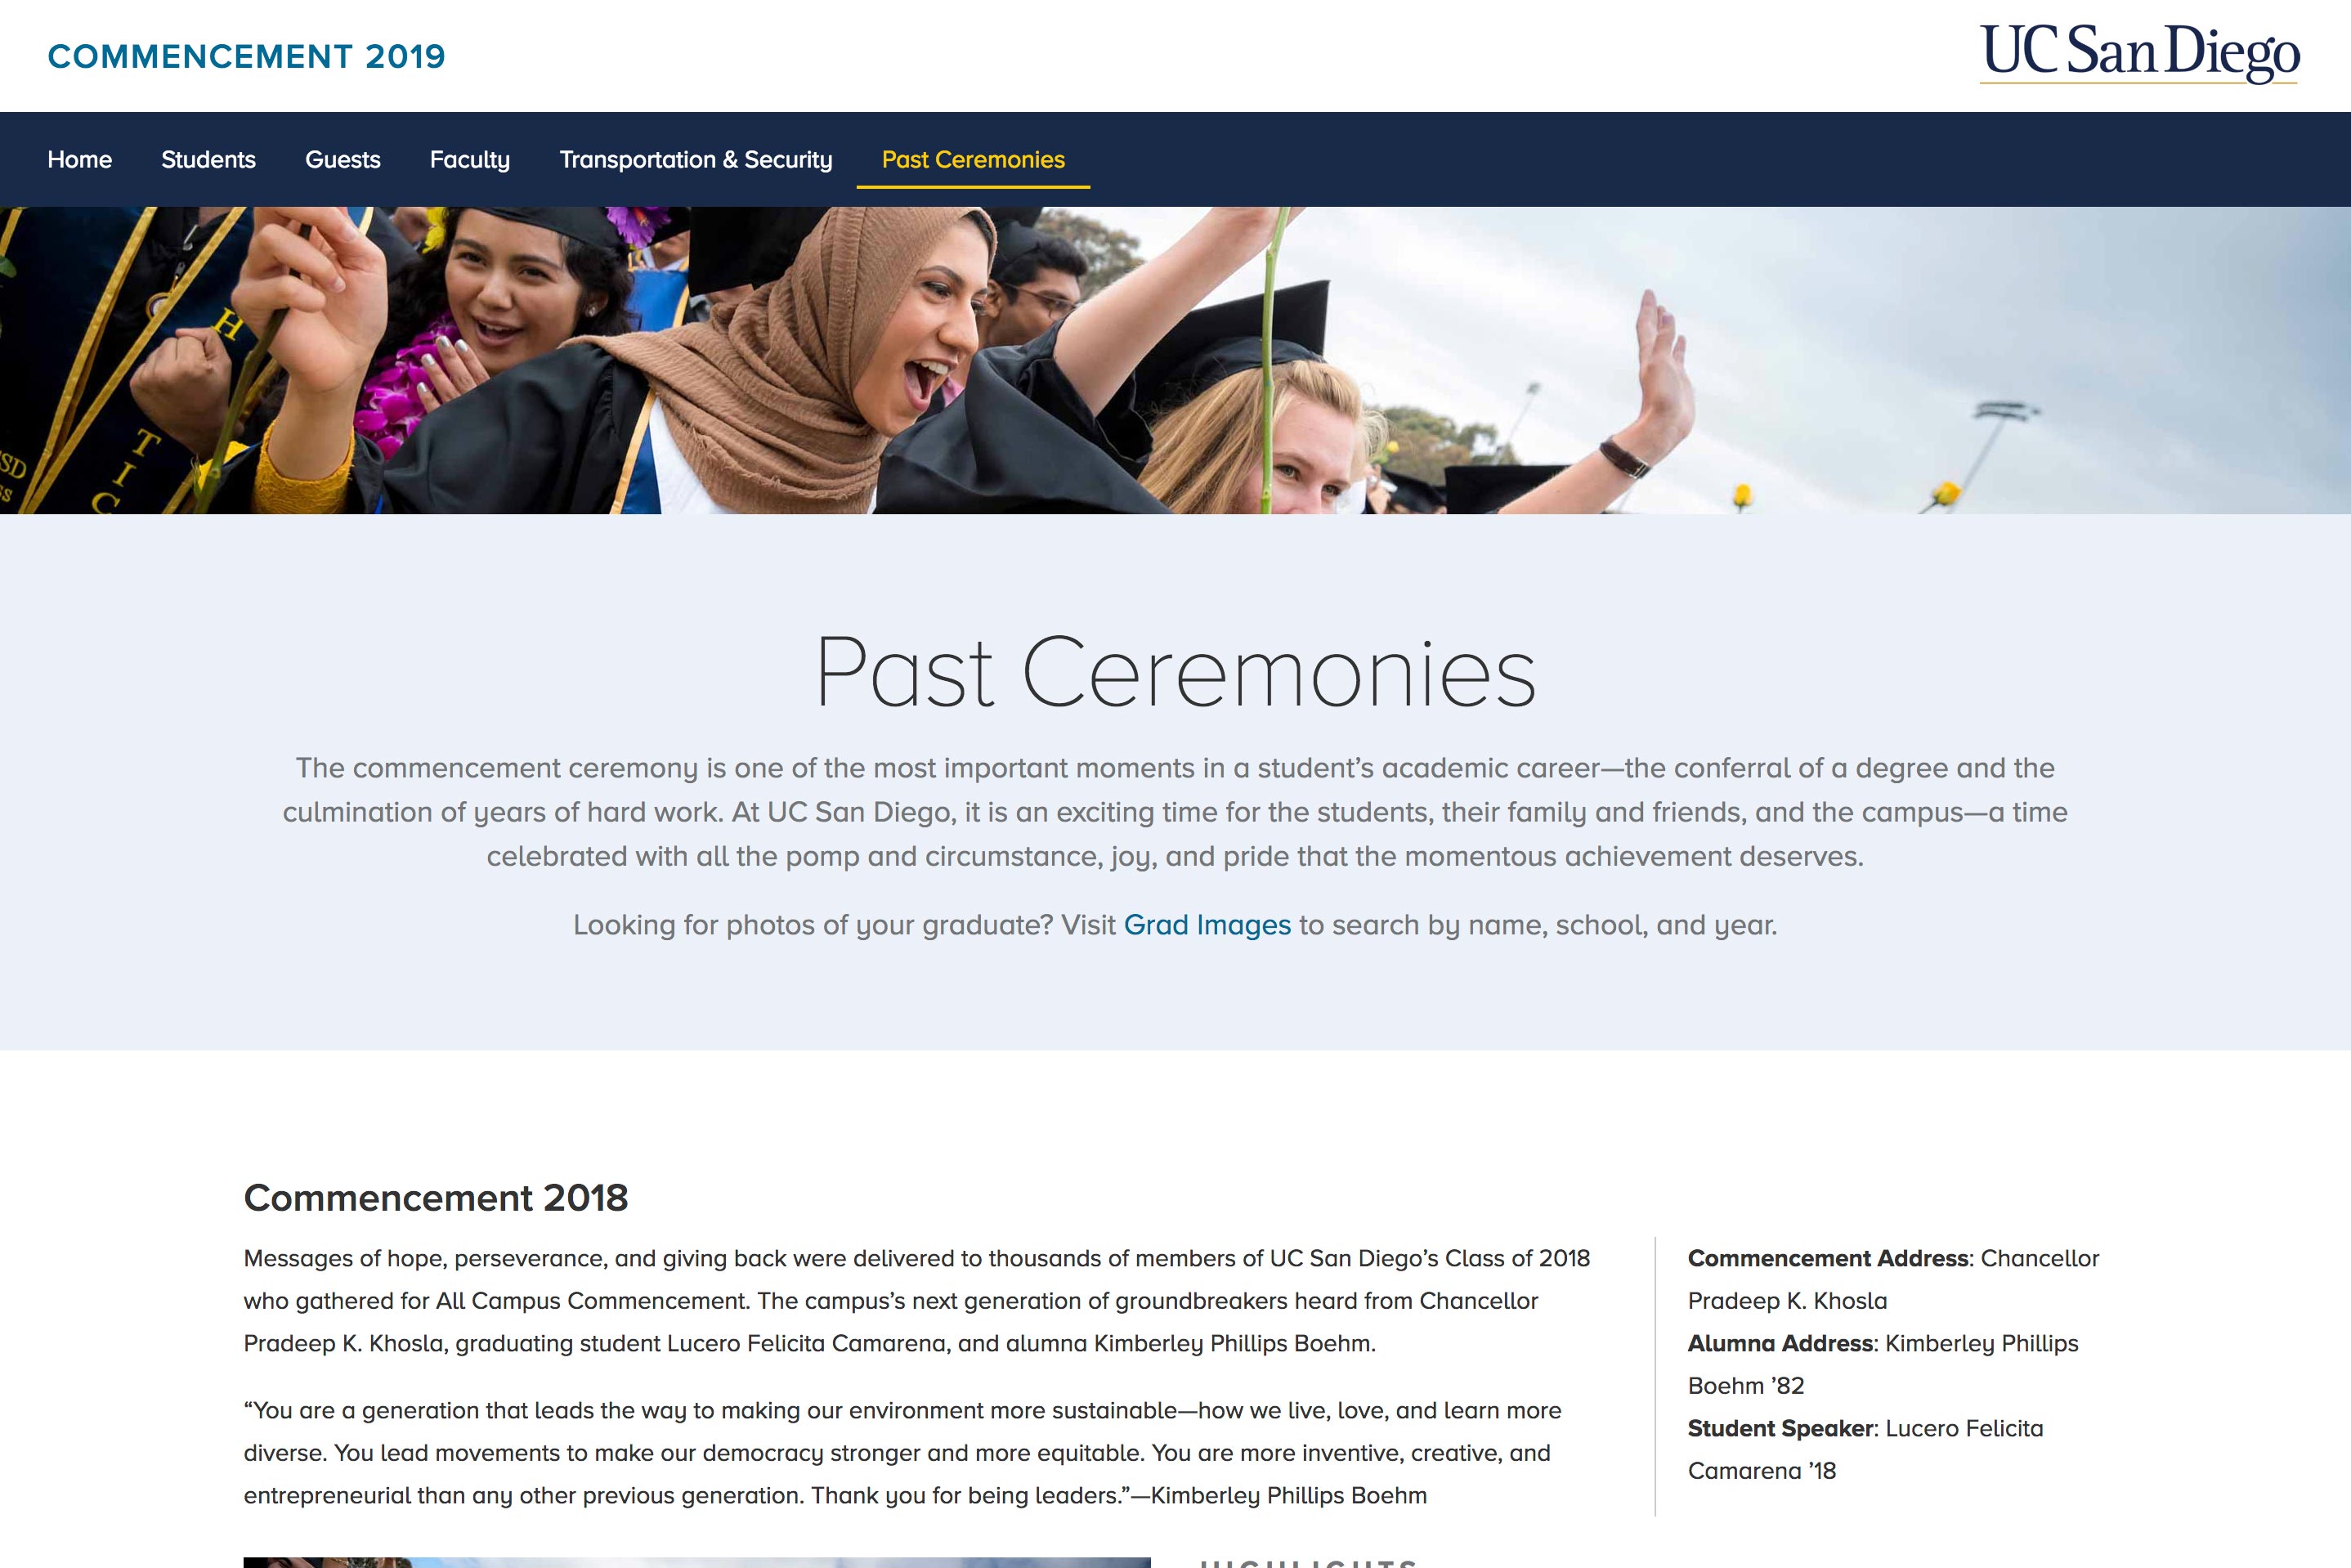 COMMENCEMENT 2019
UC San Diego
Home Students Guests Faculty Transportation & Security Past Ceremonies
H
T
I
C
SD
SS
Past Ceremonies
The commencement ceremony is one of the most important moments in a student’s academic career—the conferral of a degree and the
culmination of years of hard work. At UC San Diego, it is an exciting time for the students, their family and friends, and the campus—a time
celebrated with all the pomp and circumstance, joy, and pride that the momentous achievement deserves.
Looking for photos of your graduate? Visit Grad Images to search by name, school, and year.
Commencement 2018
Messages of hope, perseverance, and giving back were delivered to thousands of members of UC San Diego’s Class of 2018
who gathered for All Campus Commencement. The campus’s next generation of groundbreakers heard from Chancellor
Pradeep K. Khosla, graduating student Lucero Felicita Camarena, and alumna Kimberley Phillips Boehm.
“You are a generation that leads the way to making our environment more sustainable—how we live, love, and learn more
diverse. You lead movements to make our democracy stronger and more equitable. You are more inventive, creative, and
entrepreneurial than any other previous generation. Thank you for being leaders.”—Kimberley Phillips Boehm
Commencement Address: Chancellor
Pradeep K. Khosla
Alumna Address: Kimberley Phillips
Boehm ’82
Student Speaker: Lucero Felicita
Camarena ’18
HIGHLIGHTS